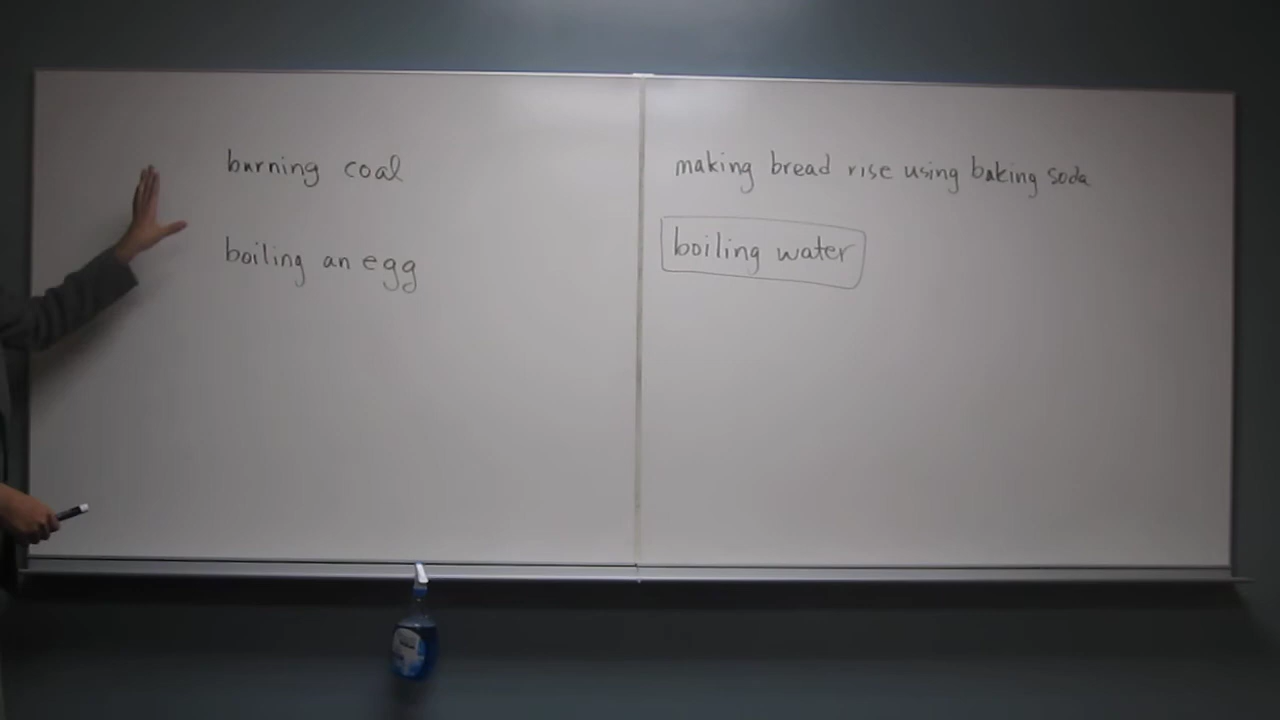 burning coal
boiling an egg
making bread rise using baking soda
boiling water